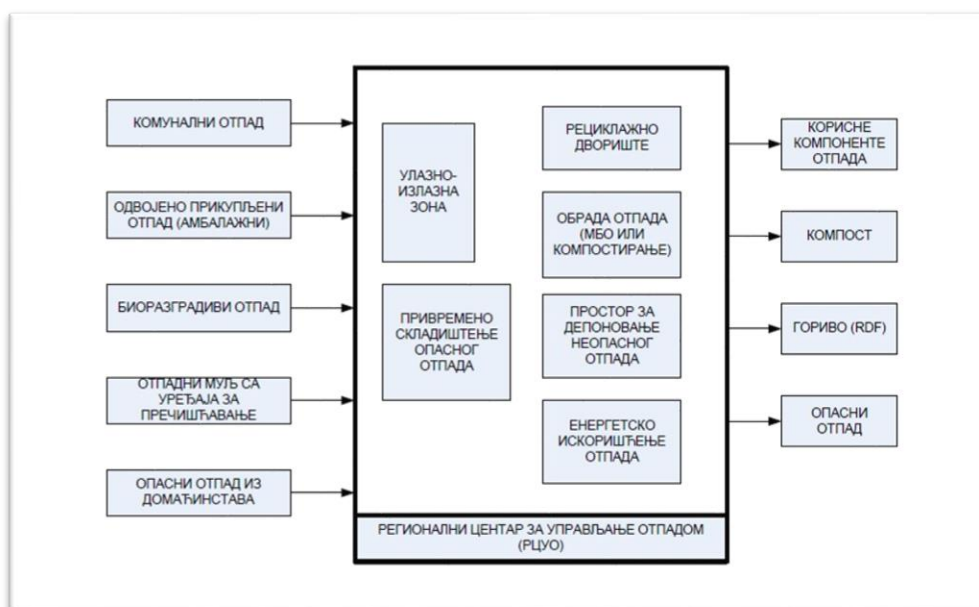 КОМУНАЛНИ ОТПАД
ОДВОЈЕНО ПРИКУПЉЕНИ
ОТПАД (АМБАЛАЖНИ)
БИОРАЗГРАДИВИ ОТПАД
ОТПАДНИ МУЉ СА
УРЕЂАЈА ЗА
ПРЕЧИШЋАВАЊЕ
ОПАСНИ ОТПАД ИЗ
ДОМАЋИНСТАВА
УЛАЗНО-
ИЗЛАЗНА
ЗОНА
ПРИВРЕМЕНО
СКЛАДИШТЕЊЕ
ОПАСНОГ
ОТПАДА
РЕЦИКЛАЖНО
ДВОРИШТЕ
ОБРАДА ОТПАДА
(МБО ИЛИ
КОМПОСТИРАЊЕ)
ПРОСТОР ЗА
ДЕПОНОВАЊЕ
НЕОПАСНОГ
ОТПАДА
ЕНЕРГЕТСКО
ИСКОРИШЋЕЊЕ
ОТПАДА
РЕГИОНАЛНИ ЦЕНТАР ЗА УПРАВЉАЊЕ ОТПАДОМ
(РЦУО)
КОРИСНЕ
КОМПОНЕНТЕ
ОТПАДА
КОМПОСТ
ГОРИВО (RDF)
ОПАСНИ
ОТПАД